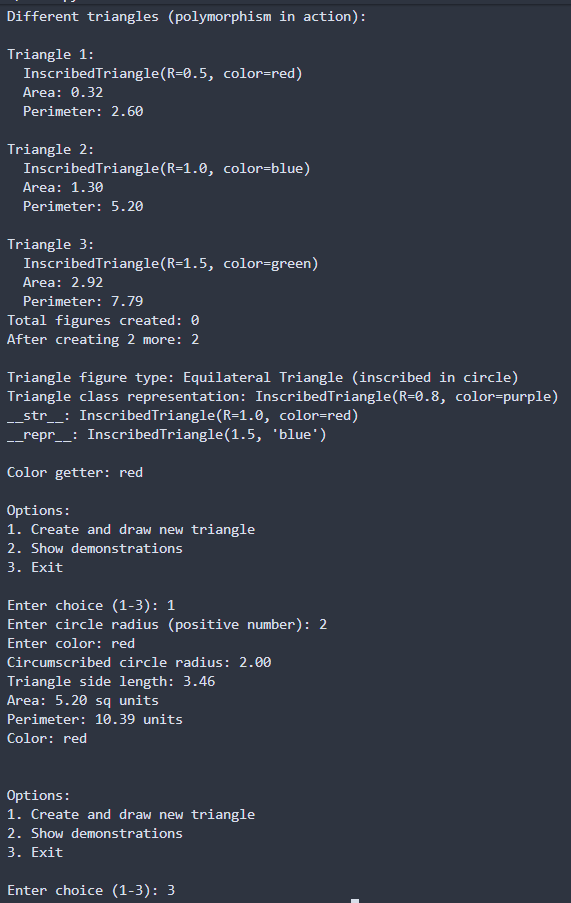 Different triangles (polymorphism in action):
Triangle 1:
InscribedTriangle(R=0.5, color=red)
Area: 0.32
Perimeter: 2.60
Triangle 2:
InscribedTriangle(R=1.0, color=blue)
Area: 1.30
Perimeter: 5.20
Triangle 3:
InscribedTriangle(R=1.5, color=green)
Area: 2.92
Perimeter: 7.79
Total figures created: 0
After creating 2 more: 2
Triangle figure type: Equilateral Triangle (inscribed in circle)
Triangle class representation: InscribedTriangle(R=0.8, color=purple)
__str__: InscribedTriangle(R=1.0, color=red)
__repr__: InscribedTriangle(1.5, 'blue')
Color getter: red
Options:
1. Create and draw new triangle
2. Show demonstrations
3. Exit
Enter choice (1-3): 1
Enter circle radius (positive number): 2
Enter color: red
Circumscribed circle radius: 2.00
Triangle side length: 3.46
Area: 5.20 sq units
Perimeter: 10.39 units
Color: red
Options:
1. Create and draw new triangle
2. Show demonstrations
3. Exit
Enter choice (1-3): 3